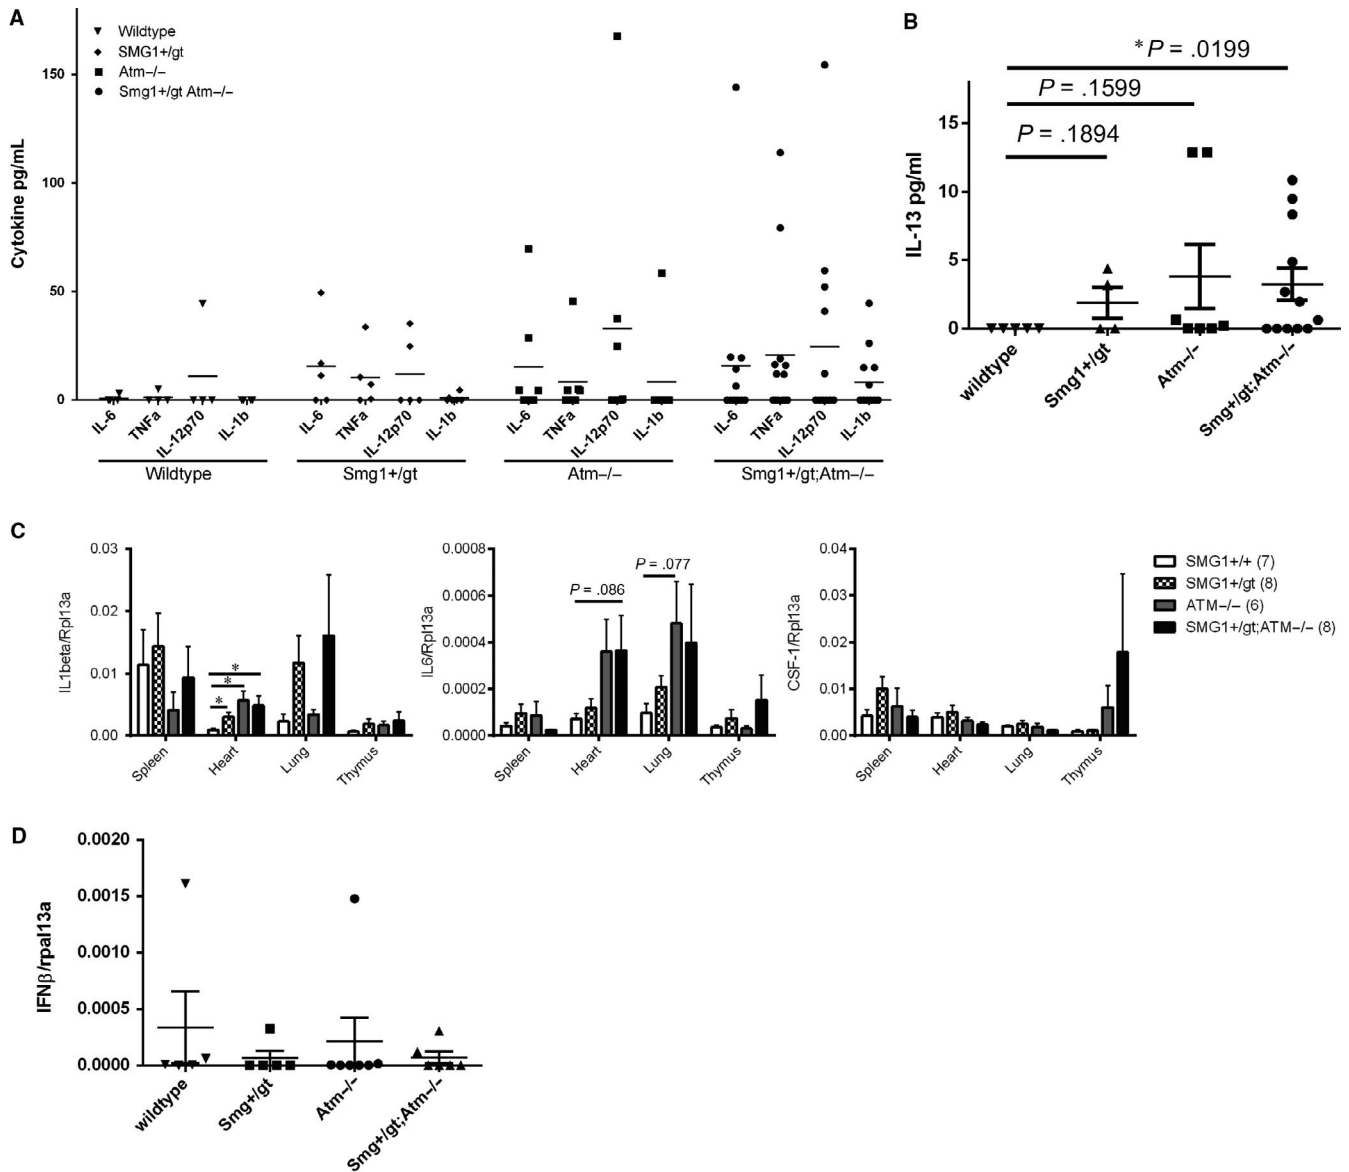 A
Wildtype
SMG1+/gt
Atm−/−
Smg1+/gt Atm−/−
Cytokine pg/mL
150
100
50
0
IL-6 TNFa IL-12p70 IL-1b IL-6 TNFa IL-12p70 IL-1b IL-6 TNFa IL-12p70 IL-1b IL-6 TNFa IL-12p70 IL-1b
Wildtype Smg1+/gt Atm−/− Smg1+/gt;Atm−/−
B
*P = .0199
P = .1599
P = .1894
IL-13 pg/ml
15
10
5
0
wildtype Smg1+/gt Atm−/− Smg+/gt;Atm−/−
C
IL1beta/Rpl13a
0.03
0.02
0.01
0.00
*
*
*
Spleen Heart Lung Thymus
IL6/Rpl13a
0.0008
0.0006
0.0004
0.0002
0.0000
P = .086
P = .077
Spleen Heart Lung Thymus
CSF-1/Rpl13a
0.04
0.03
0.02
0.01
0.00
Spleen Heart Lung Thymus
SMG1+/+ (7)
SMG1+/gt (8)
ATM−/− (6)
SMG1+/gt;ATM−/− (8)
D
IFNβ/rpal13a
0.0020
0.0015
0.0010
0.0005
0.0000
wildtype Smg+/gt Atm−/− Smg+/gt;Atm−/−